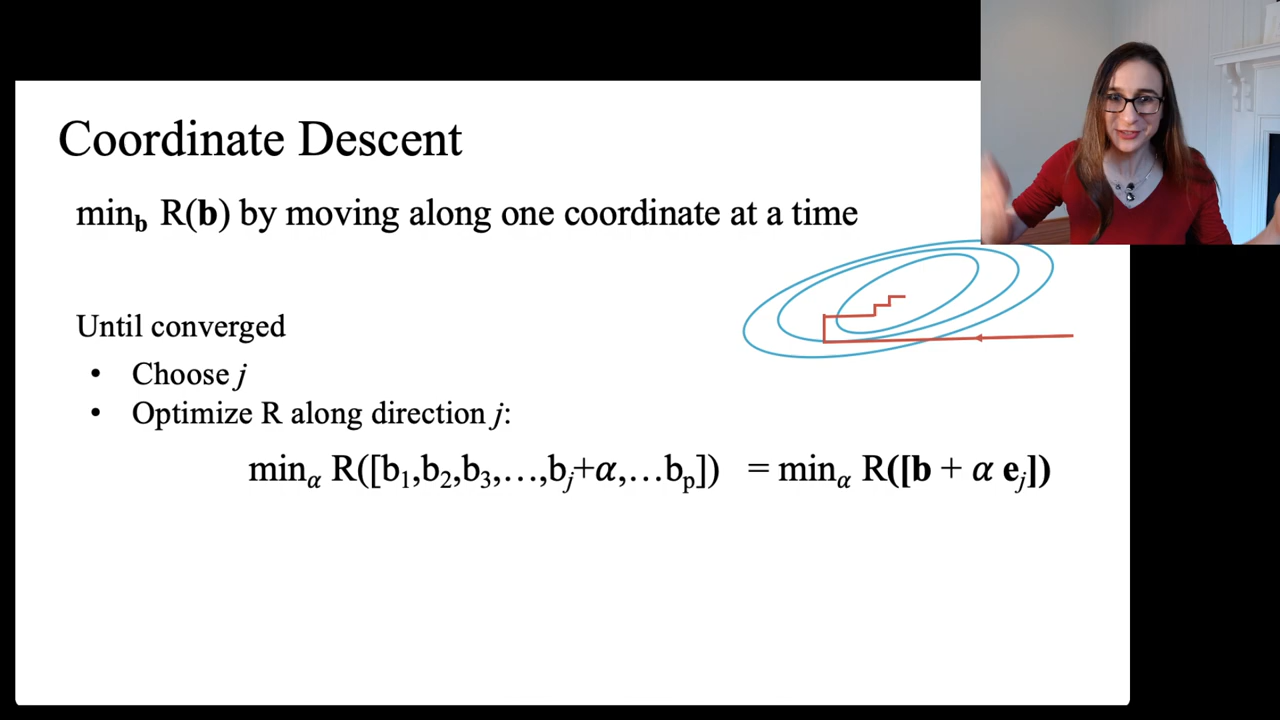 Coordinate Descent
min_b R(b) by moving along one coordinate at a time
Until converged
• Choose j
• Optimize R along direction j:
min_α R([b₁,b₂,b₃,…,b_j+α,…b_p]) = min_α R([b + α e_j])